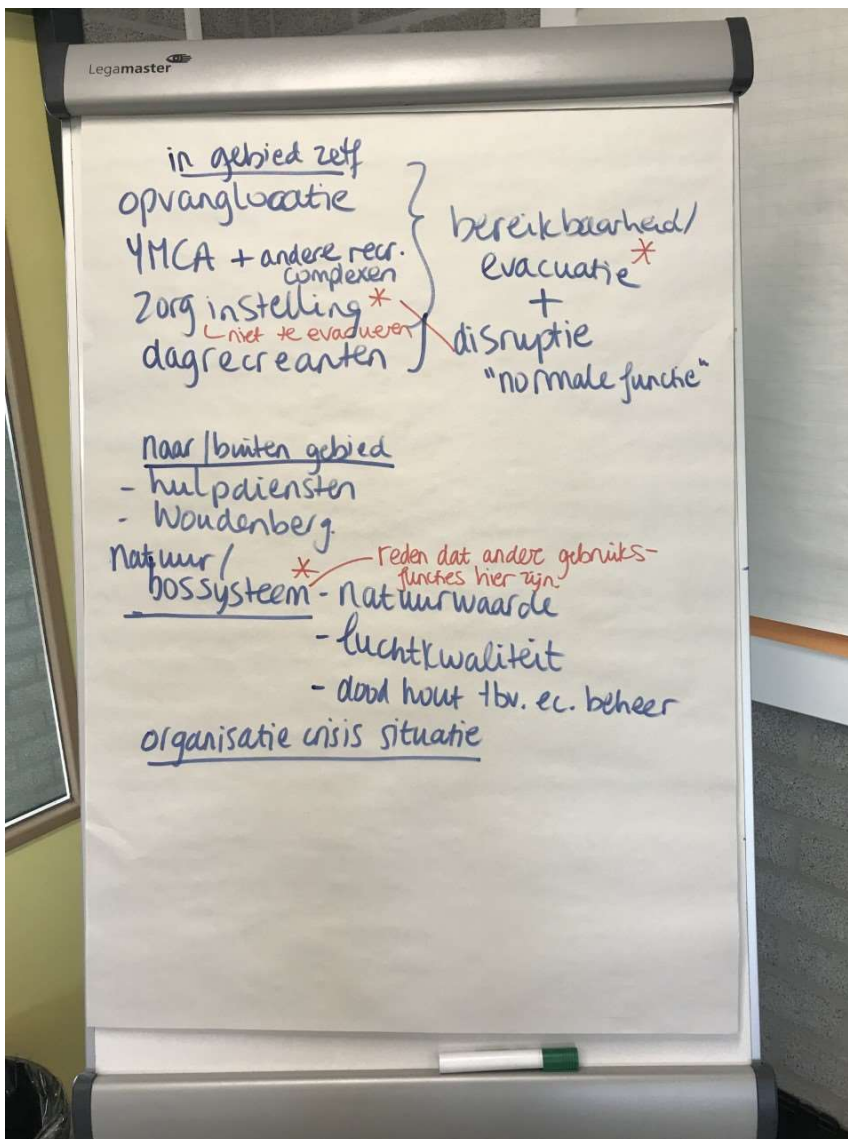 Legamaster
in gebied zelf
opvanglocatie
YMCA + andere recr.
complexen
zorg instelling *
niet te evacueren
dagrecreanten
bereikbaarheid/
evacuatie *
+
disruptie
"normale functie"
naar/buiten gebied
- hulpdiensten
- Woudenberg.
natuur/
bossysteem *
reden dat andere gebruiks-
functies hier zijn.
- natuurwaarde
- luchtkwaliteit
- dood hout tbv. ec. beheer
organisatie crisis situatie